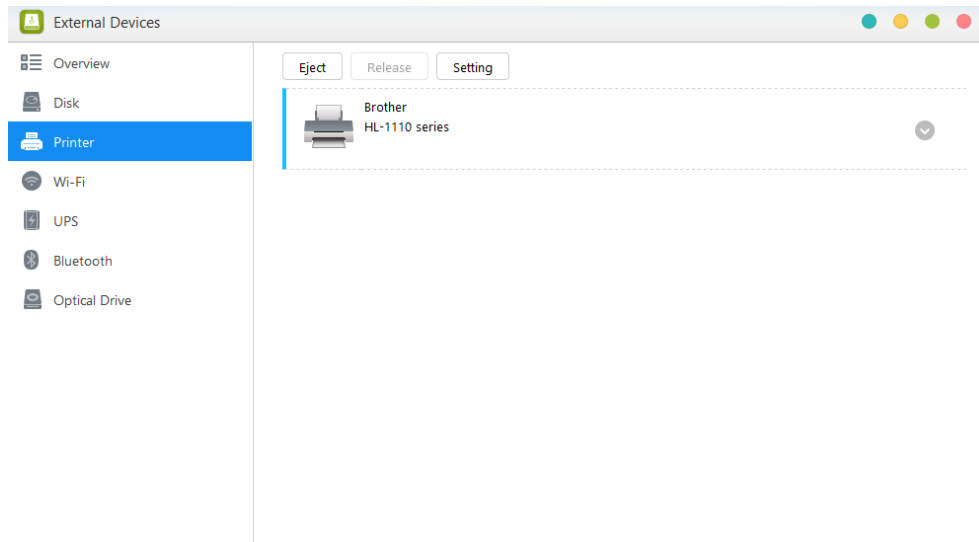 External Devices
Overview
Disk
Printer
Wi-Fi
UPS
Bluetooth
Optical Drive
Eject Release Setting
Brother
HL-1110 series